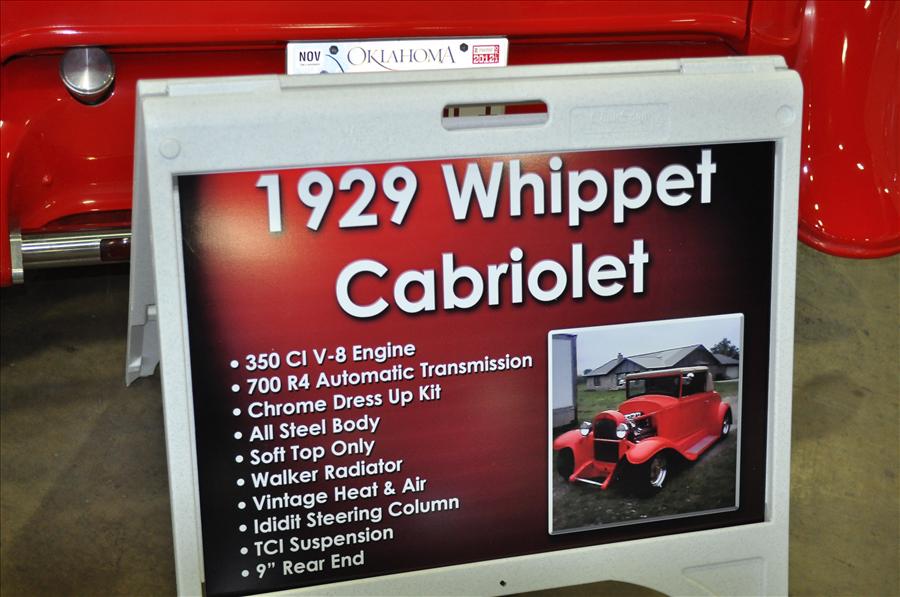 NOV OKLAHOMA 2012
1929 Whippet
Cabriolet
• 350 CI V-8 Engine
• 700 R4 Automatic Transmission
• Chrome Dress Up Kit
• All Steel Body
• Soft Top Only
• Walker Radiator
• Vintage Heat & Air
• Ididit Steering Column
• TCI Suspension
• 9” Rear End